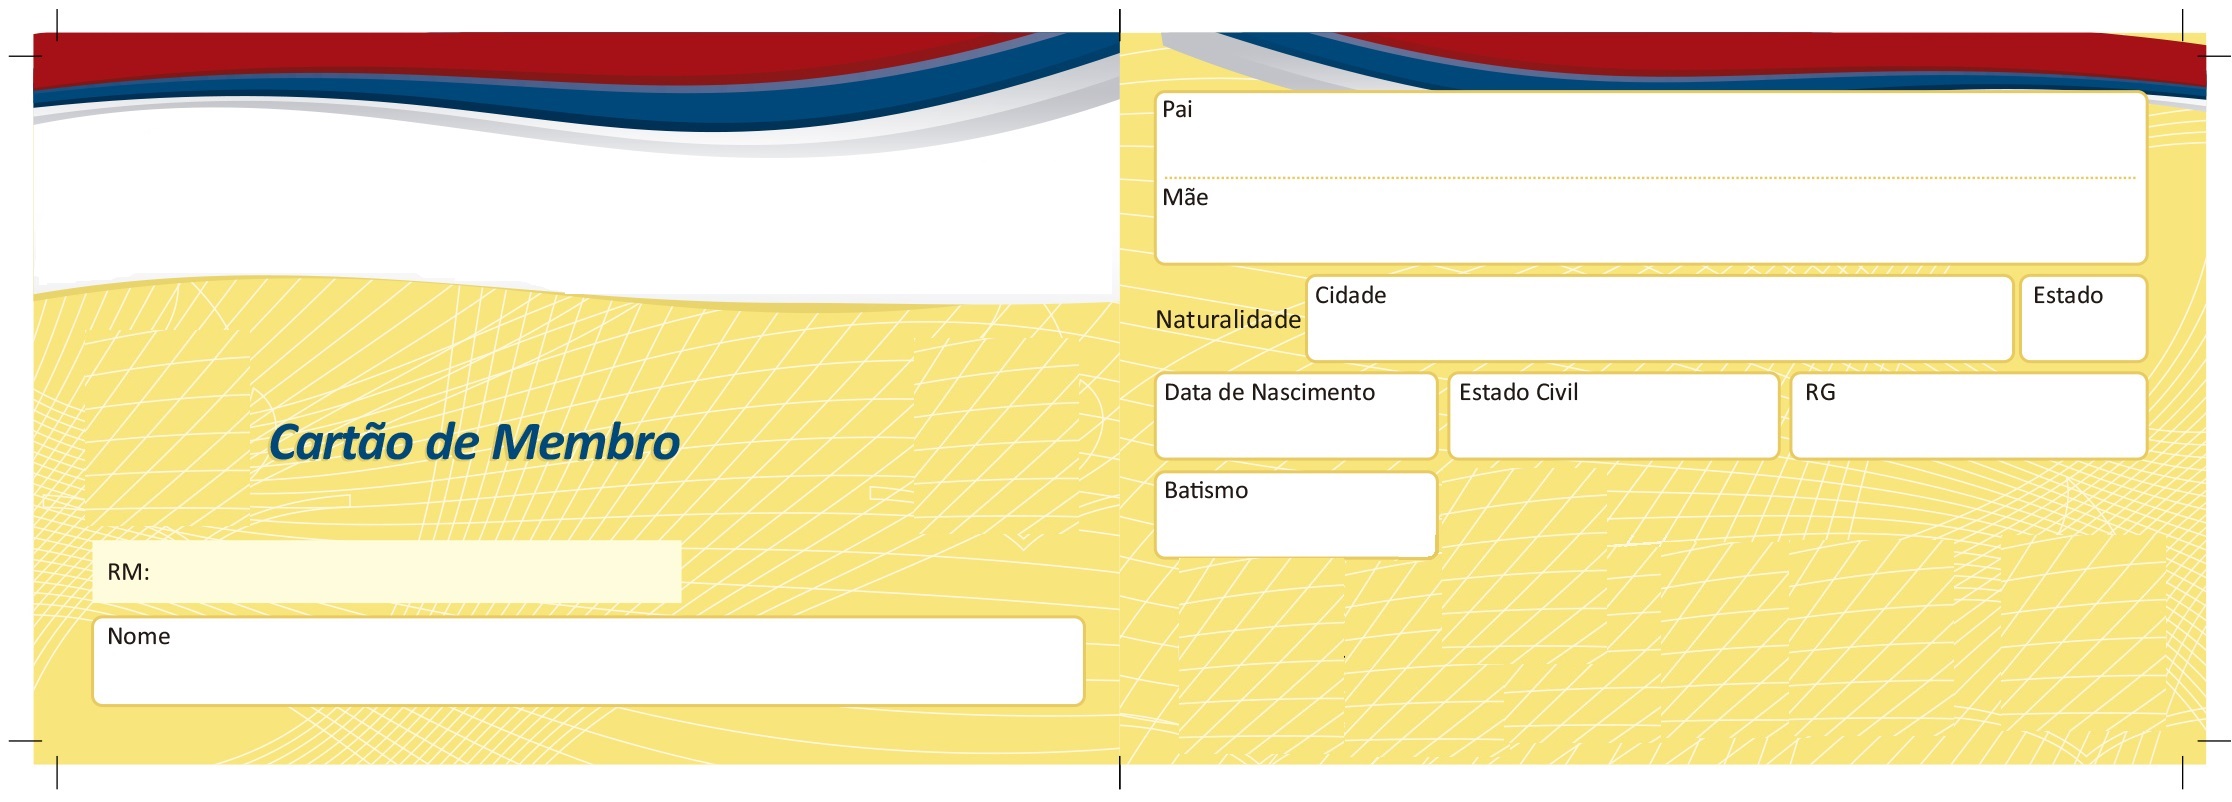 Cartão de Membro
RM:
Nome
Pai
Mãe
Naturalidade
Cidade
Estado
Data de Nascimento
Estado Civil
RG
Batismo